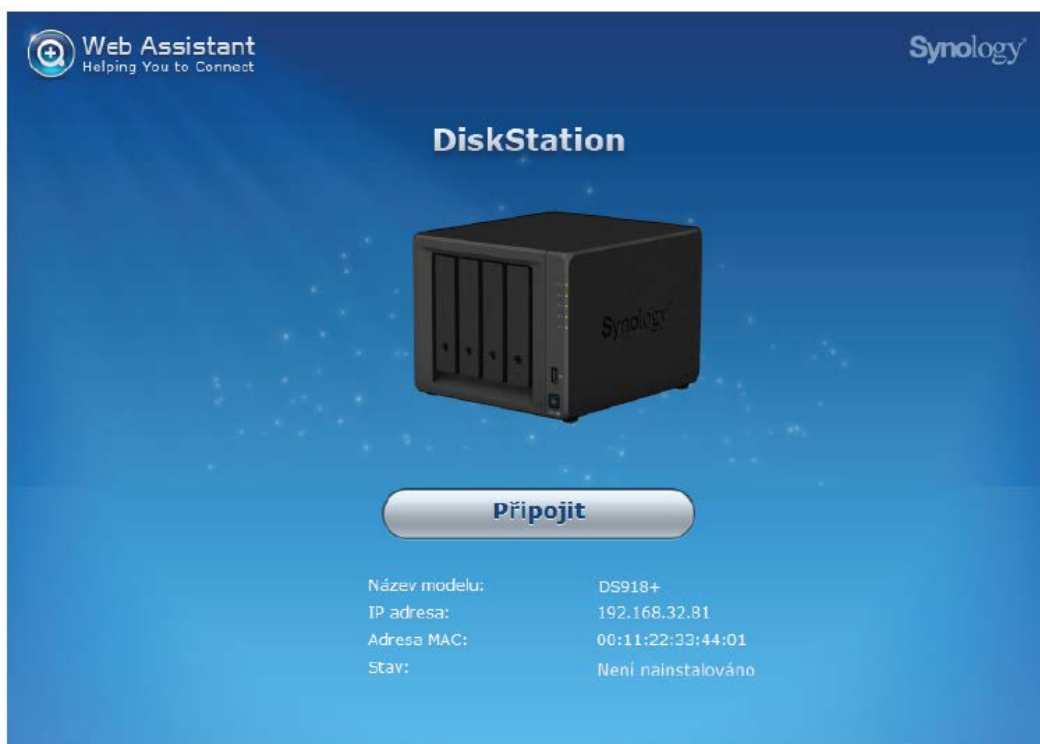 Web Assistant
Helping You to Connect
Synology
DiskStation
Synology
Připojit
Název modelu: DS918+
IP adresa: 192.168.32.81
Adresa MAC: 00:11:22:33:44:01
Stav: Není nainstalováno